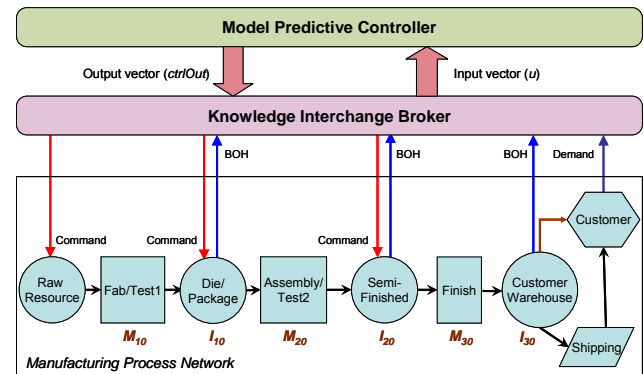 Model Predictive Controller
Output vector (ctrlOut)
Input vector (u)
Knowledge Interchange Broker
BOH
BOH
BOH
Demand
Command
Command
Command
Customer
Raw
Resource
Fab/Test1
Die/
Package
Assembly/
Test2
Semi-
Finished
Finish
Customer
Warehouse
M10
I10
M20
I20
M30
I30
Shipping
Manufacturing Process Network